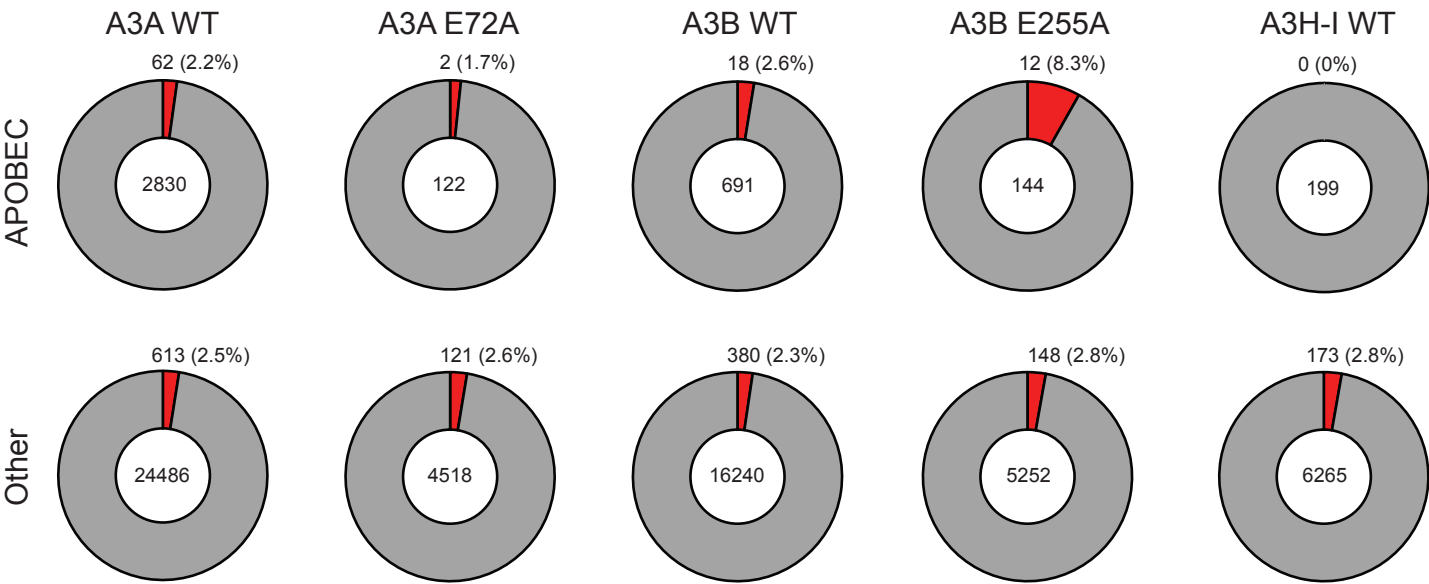 A3A WT A3A E72A A3B WT A3B E255A A3H-I WT
62 (2.2%) 2 (1.7%) 18 (2.6%) 12 (8.3%) 0 (0%)
APOBEC
2830 122 691 144 199
613 (2.5%) 121 (2.6%) 380 (2.3%) 148 (2.8%) 173 (2.8%)
Other
24486 4518 16240 5252 6265